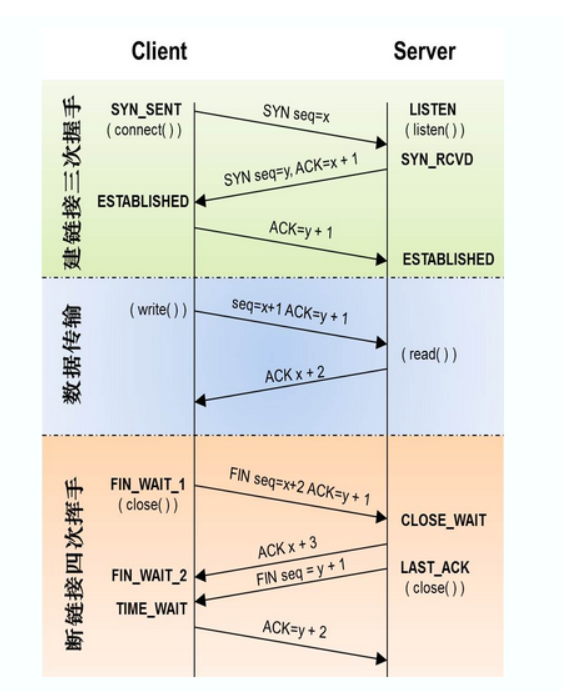 Client
Server
建链接三次握手
SYN_SENT
(connect())
SYN seq=x
LISTEN
(listen())
SYN_RCVD
SYN seq=y, ACK=x + 1
ESTABLISHED
ACK=y + 1
ESTABLISHED
数据传输
(write())
seq=x+1 ACK=y + 1
(read())
ACK x + 2
断链接四次挥手
FIN_WAIT_1
(close())
FIN seq=x+2 ACK=y + 1
CLOSE_WAIT
ACK x + 3
FIN_WAIT_2
FIN seq = y + 1
LAST_ACK
(close())
TIME_WAIT
ACK=y + 2